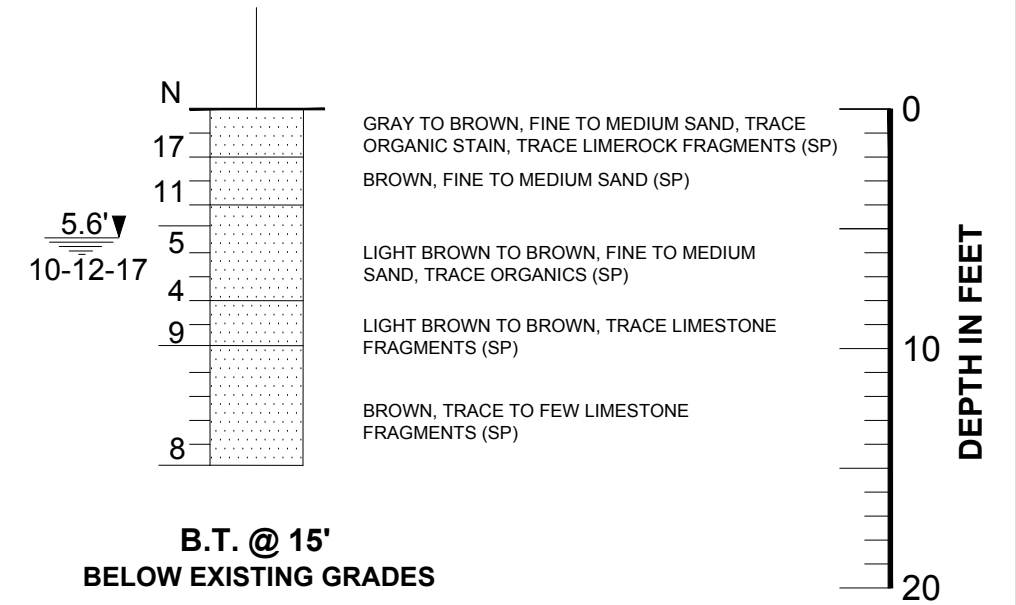 N
0
GRAY TO BROWN, FINE TO MEDIUM SAND, TRACE
ORGANIC STAIN, TRACE LIMEROCK FRAGMENTS (SP)
17
BROWN, FINE TO MEDIUM SAND (SP)
11
5.6'
10-12-17
5
LIGHT BROWN TO BROWN, FINE TO MEDIUM
SAND, TRACE ORGANICS (SP)
4
LIGHT BROWN TO BROWN, TRACE LIMESTONE
FRAGMENTS (SP)
9
10
DEPTH IN FEET
BROWN, TRACE TO FEW LIMESTONE
FRAGMENTS (SP)
8
B.T. @ 15'
BELOW EXISTING GRADES
20